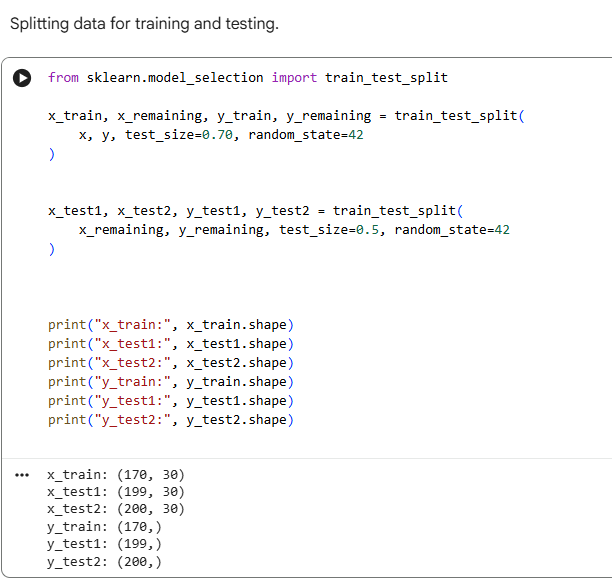 Splitting data for training and testing.
from sklearn.model_selection import train_test_split
x_train, x_remaining, y_train, y_remaining = train_test_split(
    x, y, test_size=0.70, random_state=42
)
x_test1, x_test2, y_test1, y_test2 = train_test_split(
    x_remaining, y_remaining, test_size=0.5, random_state=42
)
print("x_train:", x_train.shape)
print("x_test1:", x_test1.shape)
print("x_test2:", x_test2.shape)
print("y_train:", y_train.shape)
print("y_test1:", y_test1.shape)
print("y_test2:", y_test2.shape)
x_train: (170, 30)
x_test1: (199, 30)
x_test2: (200, 30)
y_train: (170,)
y_test1: (199,)
y_test2: (200,)